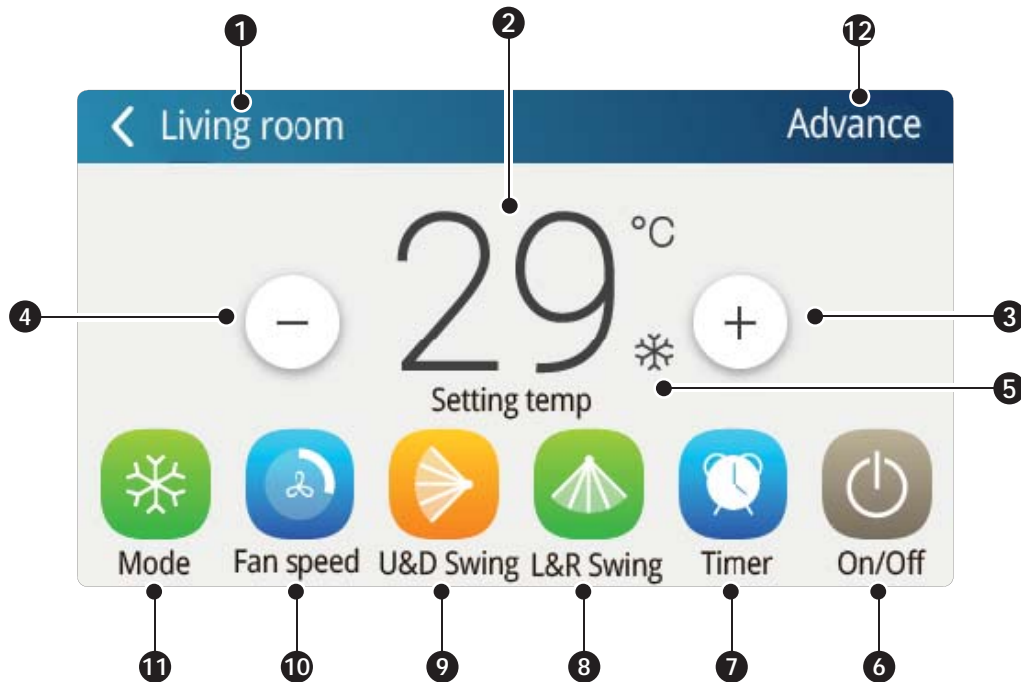 1 2 12
Living room Advance
29 °C
4 − + 3
5
Setting temp
Mode Fan speed U&D Swing L&R Swing Timer On/Off
11 10 9 8 7 6